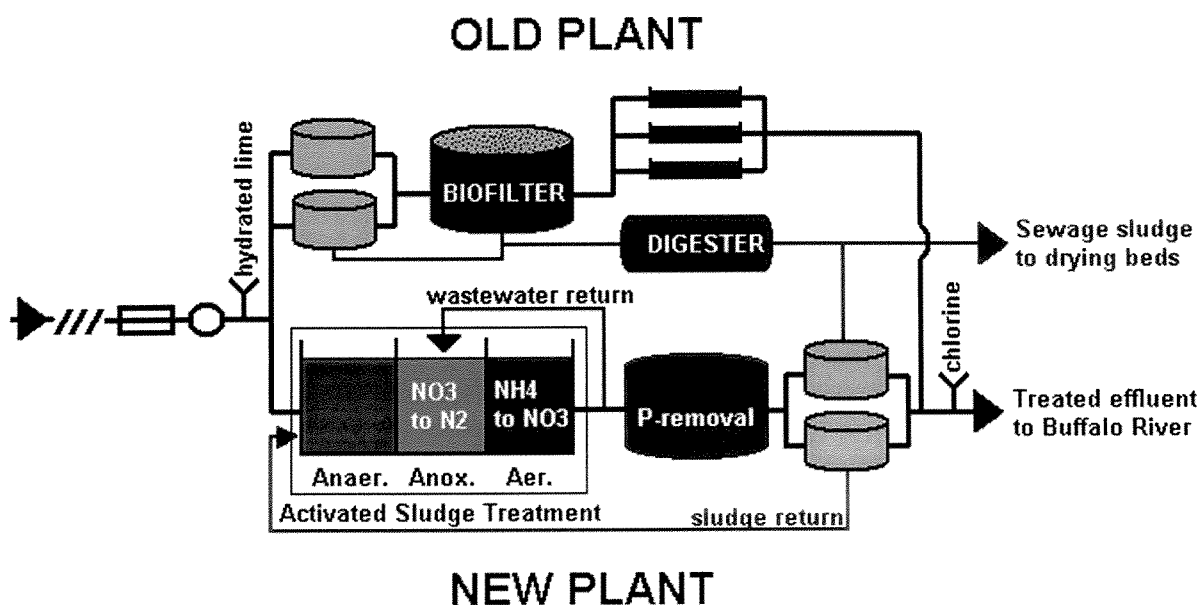 OLD PLANT
hydrated lime
BIOFILTER
DIGESTER
Sewage sludge
to drying beds
wastewater return
chlorine
NO3
to N2
NH4
to NO3
P-removal
Treated effluent
to Buffalo River
Anaer.
Anox.
Aer.
Activated Sludge Treatment
sludge return
NEW PLANT